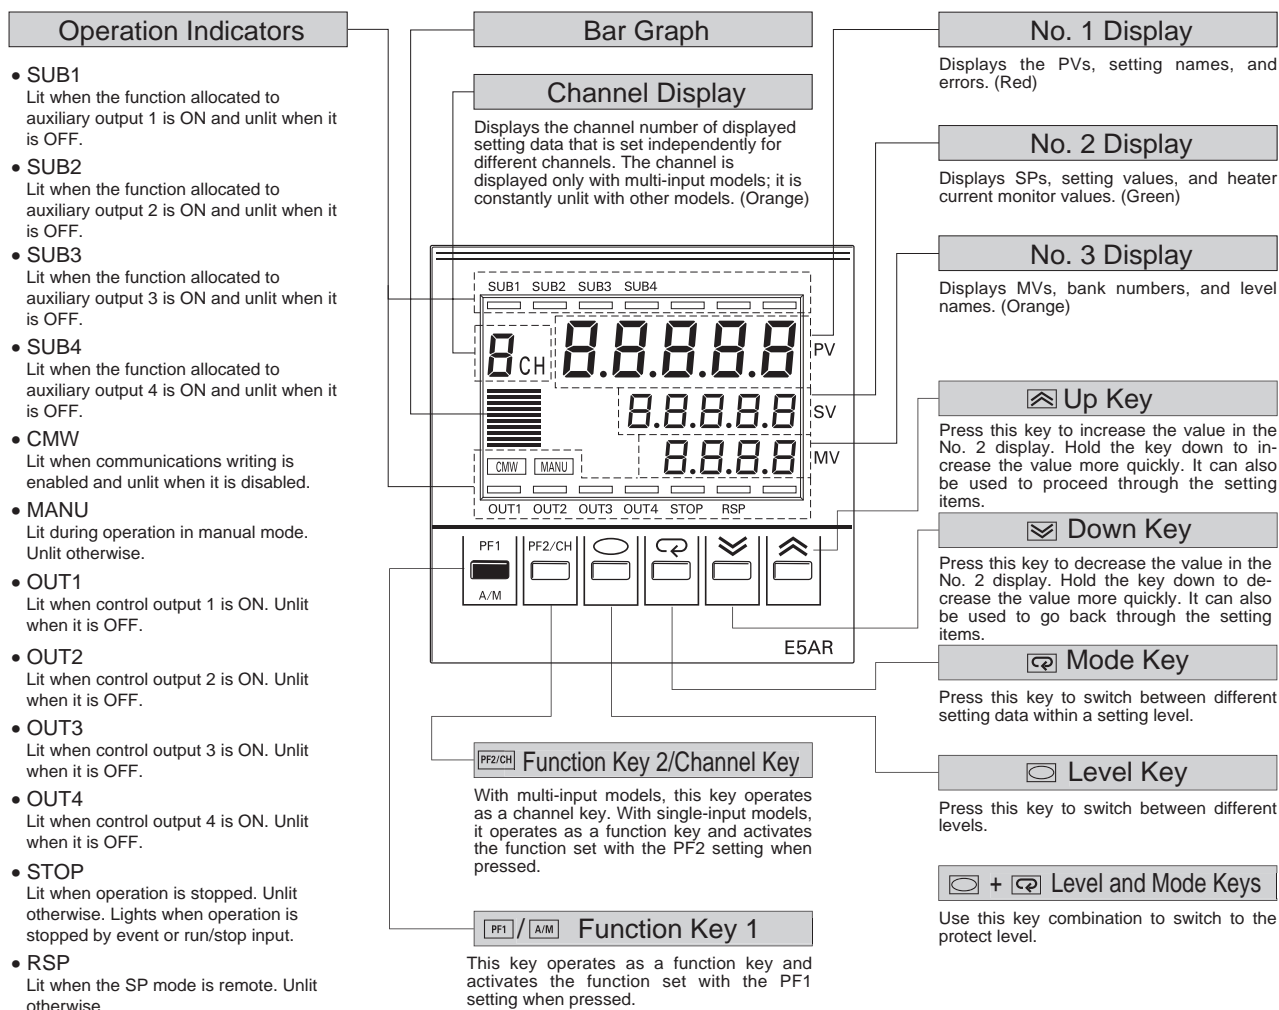 Operation Indicators
• SUB1
Lit when the function allocated to
auxiliary output 1 is ON and unlit when it
is OFF.
• SUB2
Lit when the function allocated to
auxiliary output 2 is ON and unlit when it
is OFF.
• SUB3
Lit when the function allocated to
auxiliary output 3 is ON and unlit when it
is OFF.
• SUB4
Lit when the function allocated to
auxiliary output 4 is ON and unlit when it
is OFF.
• CMW
Lit when communications writing is
enabled and unlit when it is disabled.
• MANU
Lit during operation in manual mode.
Unlit otherwise.
• OUT1
Lit when control output 1 is ON. Unlit
when it is OFF.
• OUT2
Lit when control output 2 is ON. Unlit
when it is OFF.
• OUT3
Lit when control output 3 is ON. Unlit
when it is OFF.
• OUT4
Lit when control output 4 is ON. Unlit
when it is OFF.
• STOP
Lit when operation is stopped. Unlit
otherwise. Lights when operation is
stopped by event or run/stop input.
• RSP
Lit when the SP mode is remote. Unlit
otherwise
Bar Graph
Channel Display
Displays the channel number of displayed
setting data that is set independently for
different channels. The channel is
displayed only with multi-input models; it is
constantly unlit with other models. (Orange)
SUB1 SUB2 SUB3 SUB4
8 CH 8.8.8.8.8 PV
8.8.8.8.8 SV
CMW MANU 8.8.8.8 MV
OUT1 OUT2 OUT3 OUT4 STOP RSP
PF1 PF2/CH
A/M
E5AR
PF2/CH Function Key 2/Channel Key
With multi-input models, this key operates
as a channel key. With single-input models,
it operates as a function key and activates
the function set with the PF2 setting when
pressed.
PF1 / A/M Function Key 1
This key operates as a function key and
activates the function set with the PF1
setting when pressed.
No. 1 Display
Displays the PVs, setting names, and
errors. (Red)
No. 2 Display
Displays SPs, setting values, and heater
current monitor values. (Green)
No. 3 Display
Displays MVs, bank numbers, and level
names. (Orange)
Up Key
Press this key to increase the value in the
No. 2 display. Hold the key down to in-
crease the value more quickly. It can also
be used to proceed through the setting
items.
Down Key
Press this key to decrease the value in the
No. 2 display. Hold the key down to de-
crease the value more quickly. It can also
be used to go back through the setting
items.
Mode Key
Press this key to switch between different
setting data within a setting level.
Level Key
Press this key to switch between different
levels.
+ Level and Mode Keys
Use this key combination to switch to the
protect level.